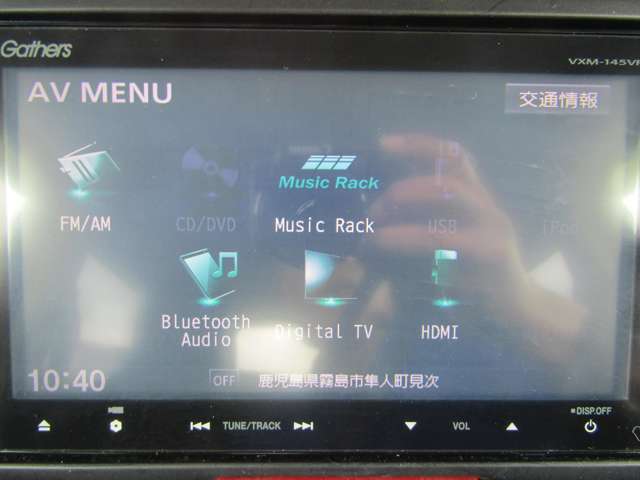 Gathers
VXM-145VF
AV MENU
交通情報
Music Rack
FM/AM
CD/DVD
Music Rack
USB
iPod
Bluetooth
Audio
Digital TV
HDMI
10:40
OFF
鹿児島県霧島市隼人町見次
DISP.OFF
TUNE/TRACK
VOL